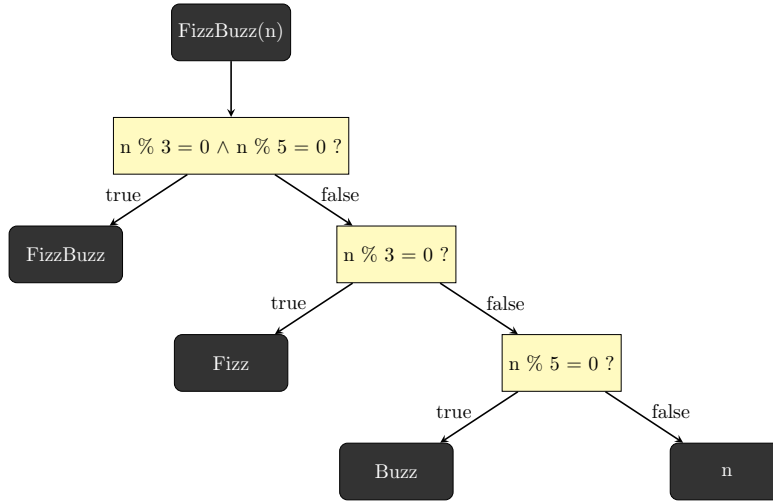 FizzBuzz(n)
n % 3 = 0 ∧ n % 5 = 0 ?
true
false
FizzBuzz
n % 3 = 0 ?
true
false
Fizz
n % 5 = 0 ?
true
false
Buzz
n